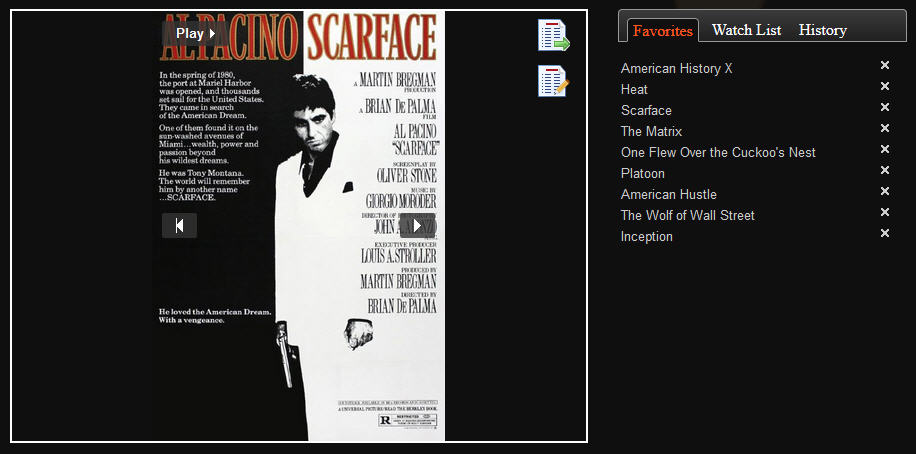 AL PACINO SCARFACE
Play
In the spring of 1980,
the port at Mariel Harbor
was opened, and thousands
set sail for the United States.
They came in search
of the American Dream.
One of them found it on the
sun-washed avenues of
Miami...wealth, power and
passion beyond
his wildest dreams.
He was Tony Montana.
The world will remember
him by another name
...SCARFACE.
He loved the American Dream.
With a vengeance.
A MARTIN BREGMAN
PRODUCTION
A BRIAN DE PALMA
FILM
AL PACINO
"SCARFACE"
SCREENPLAY BY
OLIVER STONE
MUSIC BY
GIORGIO MORODER
DIRECTOR OF
JOHN A.
EXECUTIVE PRODUCER
LOUIS A. STROLLER
PRODUCED BY
MARTIN BREGMAN
DIRECTED BY
BRIAN DE PALMA
A UNIVERSAL PICTURE/READ THE BERKLEY BOOK
R RESTRICTED
Favorites Watch List History
American History X
Heat
Scarface
The Matrix
One Flew Over the Cuckoo's Nest
Platoon
American Hustle
The Wolf of Wall Street
Inception